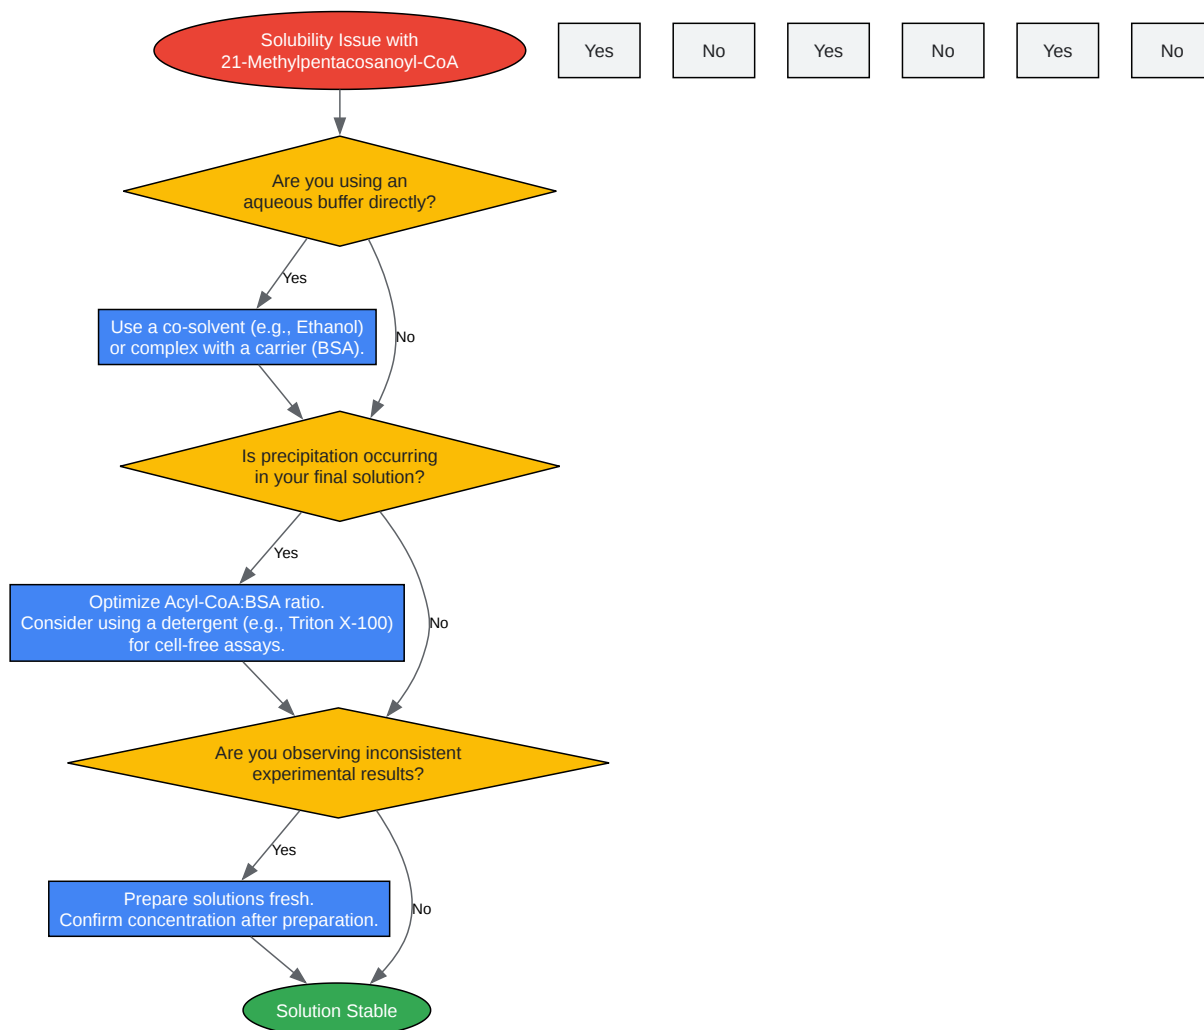 Solubility Issue with
21-Methylpentacosanoyl-CoA
Yes
No
Yes
No
Yes
No
Are you using an
aqueous buffer directly?
Yes
Use a co-solvent (e.g., Ethanol)
or complex with a carrier (BSA).
No
Is precipitation occurring
in your final solution?
Yes
Optimize Acyl-CoA:BSA ratio.
Consider using a detergent (e.g., Triton X-100)
for cell-free assays.
No
Are you observing inconsistent
experimental results?
Yes
Prepare solutions fresh.
Confirm concentration after preparation.
No
Solution Stable